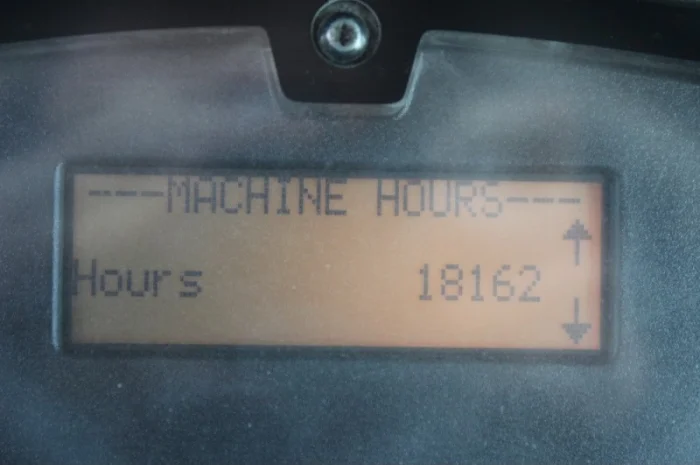 ----MACHINE HOURS---
Hours 18162